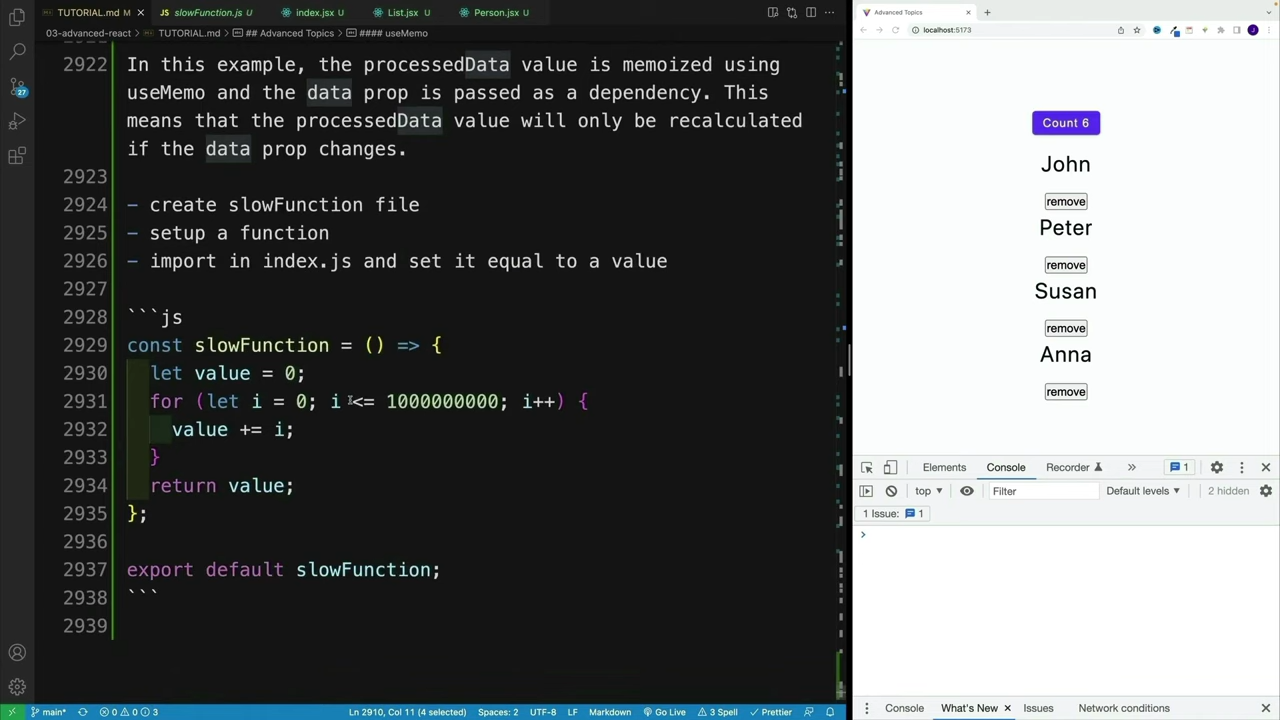 TUTORIAL.md M
slowFunction.js U
index.jsx U
List.jsx U
Person.jsx U
03-advanced-react
## Advanced Topics
#### useMemo
2922 In this example, the processedData value is memoized using
useMemo and the data prop is passed as a dependency. This
means that the processedData value will only be recalculated
if the data prop changes.
2923
2924 - create slowFunction file
2925 - setup a function
2926 - import in index.js and set it equal to a value
2927
2928 ```js
2929 const slowFunction = () => {
2930 let value = 0;
2931 for (let i = 0; i <= 1000000000; i++) {
2932 value += i;
2933 }
2934 return value;
2935 };
2936
2937 export default slowFunction;
2938 ```
2939
27
main*
0 0 3
Ln 2910, Col 11 (4 selected)
Spaces: 2
UTF-8
LF
Markdown
Go Live
3 Spell
Prettier
Advanced Topics
localhost:5173
J
Count 6
John
remove
Peter
remove
Susan
remove
Anna
remove
Elements
Console
Recorder
1
top
Filter
Default levels
2 hidden
1 Issue: 1
Console
What's New
Issues
Network conditions